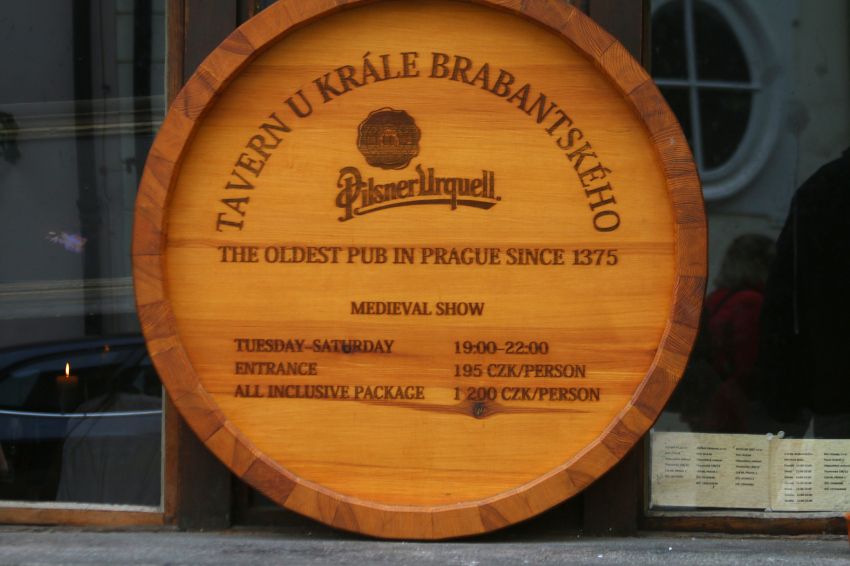 TAVERN U KRÁLE BRABANTSKÉHO
Pilsner Urquell
THE OLDEST PUB IN PRAGUE SINCE 1375
MEDIEVAL SHOW
TUESDAY–SATURDAY 19:00–22:00
ENTRANCE 195 CZK/PERSON
ALL INCLUSIVE PACKAGE 1 200 CZK/PERSON